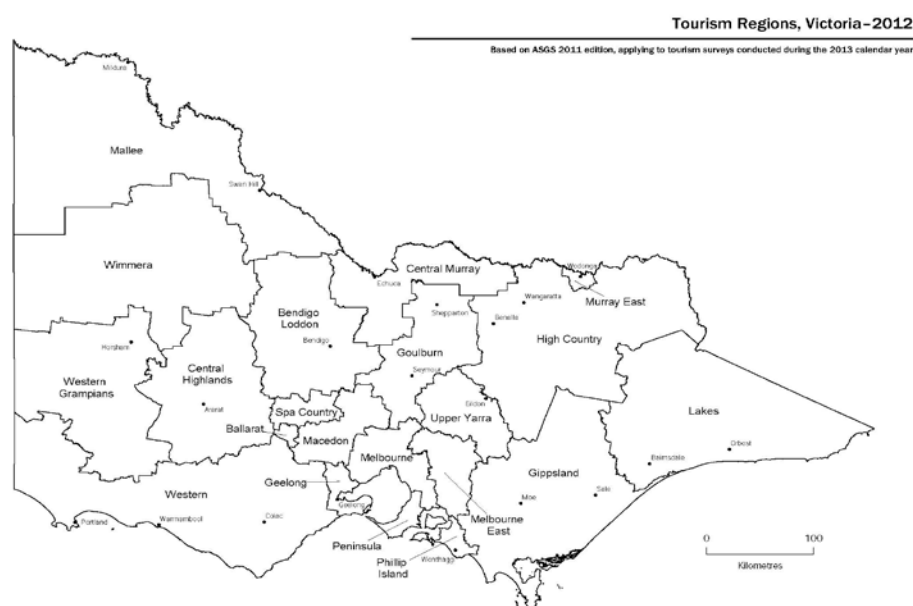 Tourism Regions, Victoria–2012
Based on ASGS 2011 edition, applying to tourism surveys conducted during the 2013 calendar year
Mildura
Mallee
Swan Hill
Wimmera
Central Murray
Wodonga
Echuca
Murray East
Wangaratta
Shepparton
Bendigo
Loddon
Benalla
High Country
Bendigo
Horsham
Goulburn
Seymour
Central
Highlands
Western
Grampians
Eildon
Ararat
Spa Country
Upper Yarra
Lakes
Ballarat
Macedon
Orbost
Melbourne
Bairnsdale
Gippsland
Geelong
Western
Sale
Moe
Geelong
Portland
Warrnambool
Colac
Melbourne
East
Peninsula
Phillip
Island
Wonthaggi
0
100
Kilometres